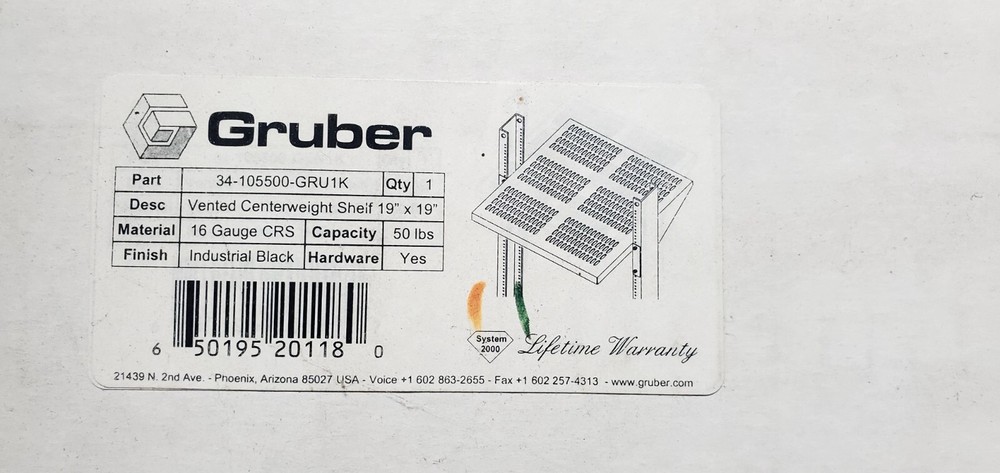 Gruber
Part 34-105500-GRU1K Qty 1
Desc Vented Centerweight Shelf 19" x 19"
Material 16 Gauge CRS Capacity 50 lbs
Finish Industrial Black Hardware Yes
6 50195 20118 0
System
2000
Lifetime Warranty
21439 N. 2nd Ave. - Phoenix, Arizona 85027 USA - Voice +1 602 863-2655 - Fax +1 602 257-4313 - www.gruber.com